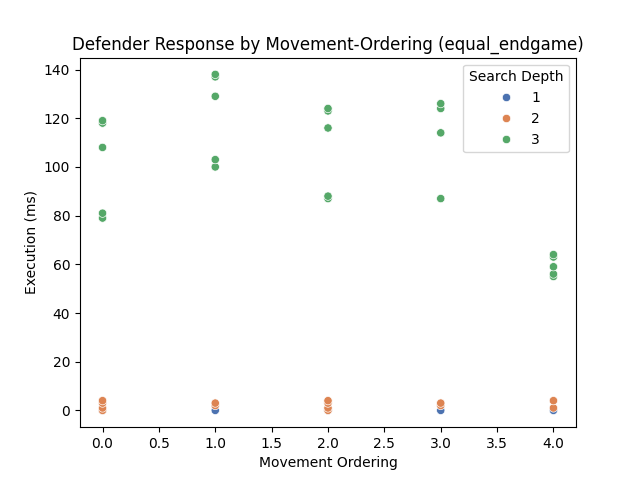 Defender Response by Movement-Ordering (equal_endgame)
Search Depth
1
2
3
Execution (ms)
140
120
100
80
60
40
20
0
0.0 0.5 1.0 1.5 2.0 2.5 3.0 3.5 4.0
Movement Ordering